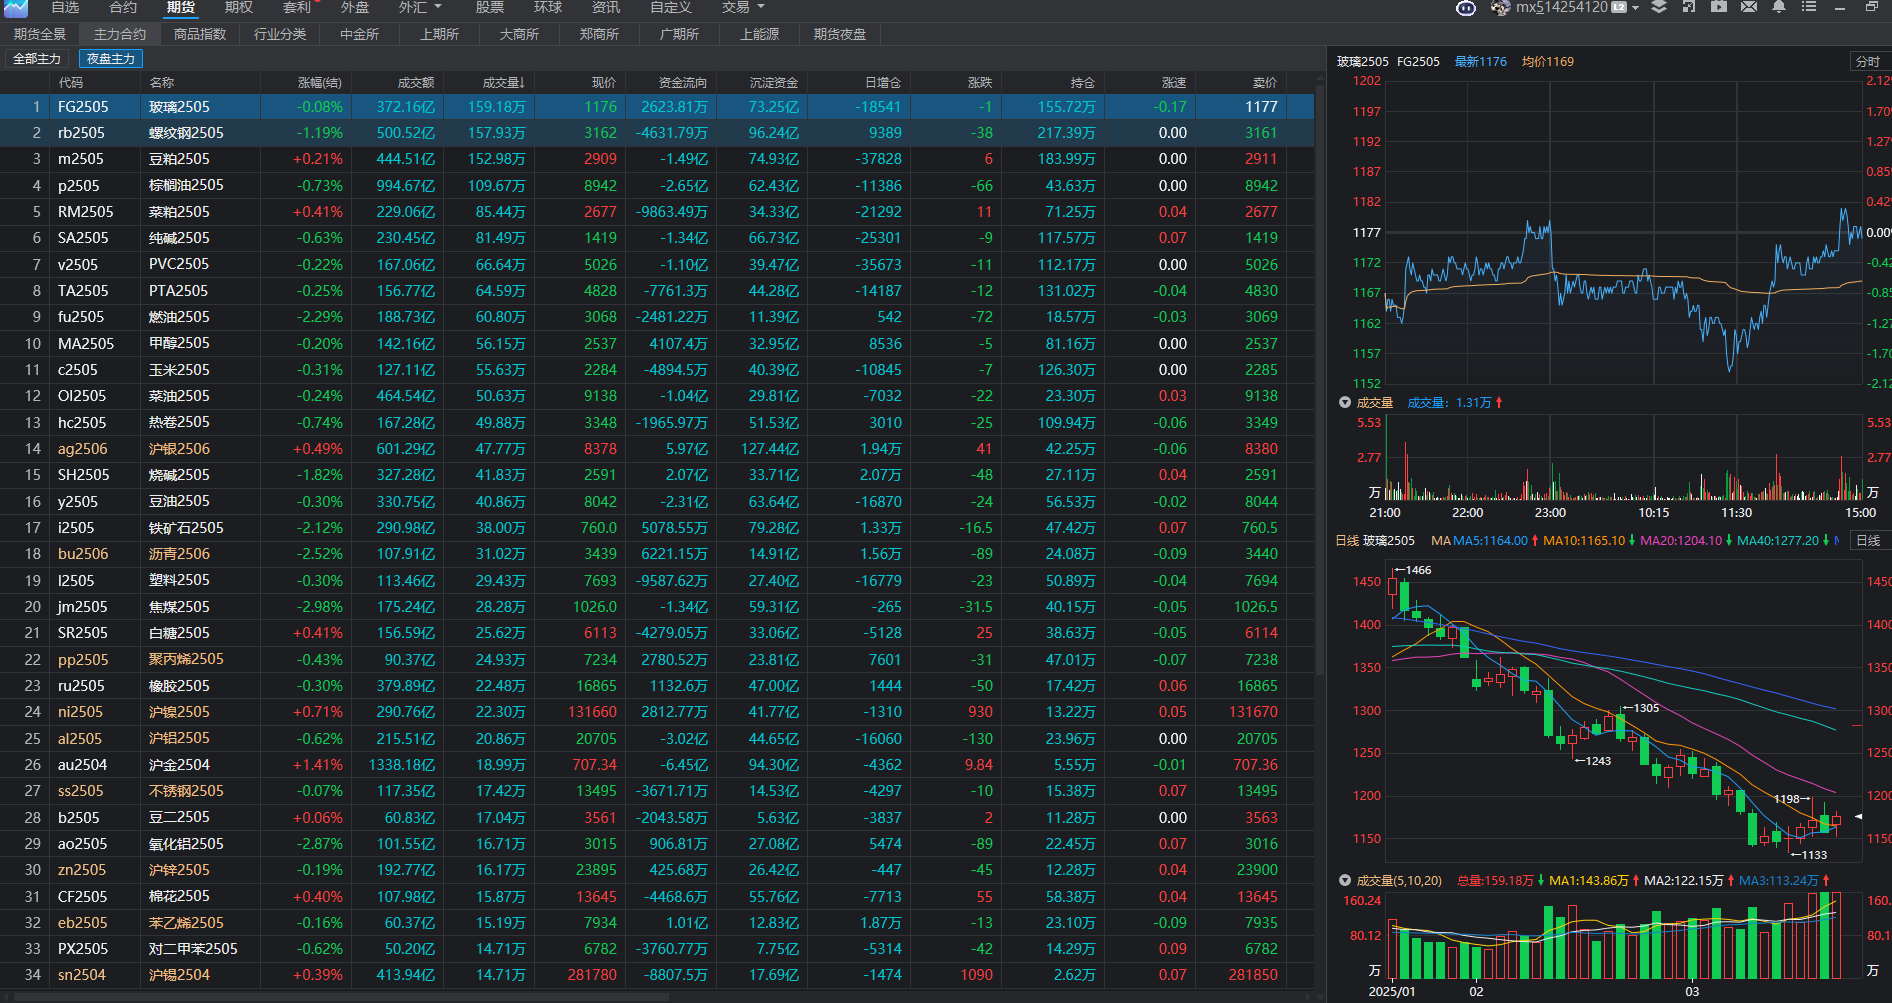 自选 合约 期货 期权 套利 外盘 外汇 股票 环球 资讯 自定义 交易 mx514254120 L2
期货全景 主力合约 商品指数 行业分类 中金所 上期所 大商所 郑商所 广期所 上能源 期货夜盘
全部主力 夜盘主力
代码 名称 涨幅(结) 成交额 成交量↓ 现价 资金流向 沉淀资金 日增仓 涨跌 持仓 涨速 卖价
1 FG2505 玻璃2505 -0.08% 372.16亿 159.18万 1176 2623.81万 73.25亿 -18541 -1 155.72万 -0.17 1177
2 rb2505 螺纹钢2505 -1.19% 500.52亿 157.93万 3162 -4631.79万 96.24亿 9389 -38 217.39万 0.00 3161
3 m2505 豆粕2505 +0.21% 444.51亿 152.98万 2909 -1.49亿 74.93亿 -37828 6 183.99万 0.00 2911
4 p2505 棕榈油2505 -0.73% 994.67亿 109.67万 8942 -2.65亿 62.43亿 -11386 -66 43.63万 0.00 8942
5 RM2505 菜粕2505 +0.41% 229.06亿 85.44万 2677 -9863.49万 34.33亿 -21292 11 71.25万 0.04 2677
6 SA2505 纯碱2505 -0.63% 230.45亿 81.49万 1419 -1.34亿 66.73亿 -25301 -9 117.57万 0.07 1419
7 v2505 PVC2505 -0.22% 167.06亿 66.64万 5026 -1.10亿 39.47亿 -35673 -11 112.17万 0.00 5026
8 TA2505 PTA2505 -0.25% 156.77亿 64.59万 4828 -7761.3万 44.28亿 -14187 -12 131.02万 -0.04 4830
9 fu2505 燃油2505 -2.29% 188.73亿 60.80万 3068 -2481.22万 11.39亿 542 -72 18.57万 -0.03 3069
10 MA2505 甲醇2505 -0.20% 142.16亿 56.15万 2537 4107.4万 32.95亿 8536 -5 81.16万 0.00 2537
11 c2505 玉米2505 -0.31% 127.11亿 55.63万 2284 -4894.5万 40.39亿 -10845 -7 126.30万 0.00 2285
12 OI2505 菜油2505 -0.24% 464.54亿 50.63万 9138 -1.04亿 29.81亿 -7032 -22 23.30万 0.03 9138
13 hc2505 热卷2505 -0.74% 167.28亿 49.88万 3348 -1965.97万 51.53亿 3010 -25 109.94万 -0.06 3349
14 ag2506 沪银2506 +0.49% 601.29亿 47.77万 8378 5.97亿 127.44亿 1.94万 41 42.25万 -0.06 8380
15 SH2505 烧碱2505 -1.82% 327.28亿 41.83万 2591 2.07亿 33.71亿 2.07万 -48 27.11万 0.04 2591
16 y2505 豆油2505 -0.30% 330.75亿 40.86万 8042 -2.31亿 63.64亿 -16870 -24 56.53万 -0.02 8044
17 i2505 铁矿石2505 -2.12% 290.98亿 38.00万 760.0 5078.55万 79.28亿 1.33万 -16.5 47.42万 0.07 760.5
18 bu2506 沥青2506 -2.52% 107.91亿 31.02万 3439 6221.15万 14.91亿 1.56万 -89 24.08万 -0.09 3440
19 l2505 塑料2505 -0.30% 113.46亿 29.43万 7693 -9587.62万 27.40亿 -16779 -23 50.89万 -0.04 7694
20 jm2505 焦煤2505 -2.98% 175.24亿 28.28万 1026.0 -1.34亿 59.31亿 -265 -31.5 40.15万 -0.05 1026.5
21 SR2505 白糖2505 +0.41% 156.59亿 25.62万 6113 -4279.05万 33.06亿 -5128 25 38.63万 -0.05 6114
22 pp2505 聚丙烯2505 -0.43% 90.37亿 24.93万 7234 2780.52万 23.81亿 7601 -31 47.01万 -0.07 7238
23 ru2505 橡胶2505 -0.30% 379.89亿 22.48万 16865 1132.6万 47.00亿 1444 -50 17.42万 0.06 16865
24 ni2505 沪镍2505 +0.71% 290.76亿 22.30万 131660 2812.77万 41.77亿 -1310 930 13.22万 0.05 131670
25 al2505 沪铝2505 -0.62% 215.51亿 20.86万 20705 -3.02亿 44.65亿 -16060 -130 23.96万 0.00 20705
26 au2504 沪金2504 +1.41% 1338.18亿 18.99万 707.34 -6.45亿 94.30亿 -4362 9.84 5.55万 -0.01 707.36
27 ss2505 不锈钢2505 -0.07% 117.35亿 17.42万 13495 -3671.71万 14.53亿 -4297 -10 15.38万 0.07 13495
28 b2505 豆二2505 +0.06% 60.83亿 17.04万 3561 -2043.58万 5.63亿 -3837 2 11.28万 0.00 3563
29 ao2505 氧化铝2505 -2.87% 101.55亿 16.71万 3015 906.81万 27.08亿 5474 -89 22.45万 0.07 3016
30 zn2505 沪锌2505 -0.19% 192.77亿 16.17万 23895 425.68万 26.42亿 -447 -45 12.28万 0.04 23900
31 CF2505 棉花2505 +0.40% 107.98亿 15.87万 13645 -4468.6万 55.76亿 -7713 55 58.38万 0.04 13645
32 eb2505 苯乙烯2505 -0.16% 60.37亿 15.19万 7934 1.01亿 12.83亿 1.87万 -13 23.10万 -0.09 7935
33 PX2505 对二甲苯2505 -0.62% 50.20亿 14.71万 6782 -3760.77万 7.75亿 -5314 -42 14.29万 0.09 6782
34 sn2504 沪锡2504 +0.39% 413.94亿 14.71万 281780 -8807.5万 17.69亿 -1474 1090 2.62万 0.07 281850
玻璃2505 FG2505 最新1176 均价1169 分时
1202 2.12%
1197 1.70%
1192 1.27%
1187 0.85%
1182 0.42%
1177 0.00%
1172 -0.42
1167 -0.85
1162 -1.27
1157 -1.70
1152 -2.12
成交量 成交量: 1.31万↑
5.53 5.53
2.77 2.77
万 万
21:00 22:00 23:00 10:15 11:30 15:00
日线 玻璃2505 MA MA5:1164.00↑ MA10:1165.10↓ MA20:1204.10↓ MA40:1277.20↓ 日线
←1466
1450 1450
1400 1400
1350 1350
1300 ←1305 1300
1250 ←1243 1250
1200 1198→ 1200
1150 1150
←1133
成交量(5,10,20) 总量:159.18万↓ MA1:143.86万↑ MA2:122.15万↑ MA3:113.24万↑
160.24 160.
80.12 80.1
万 万
2025/01 02 03